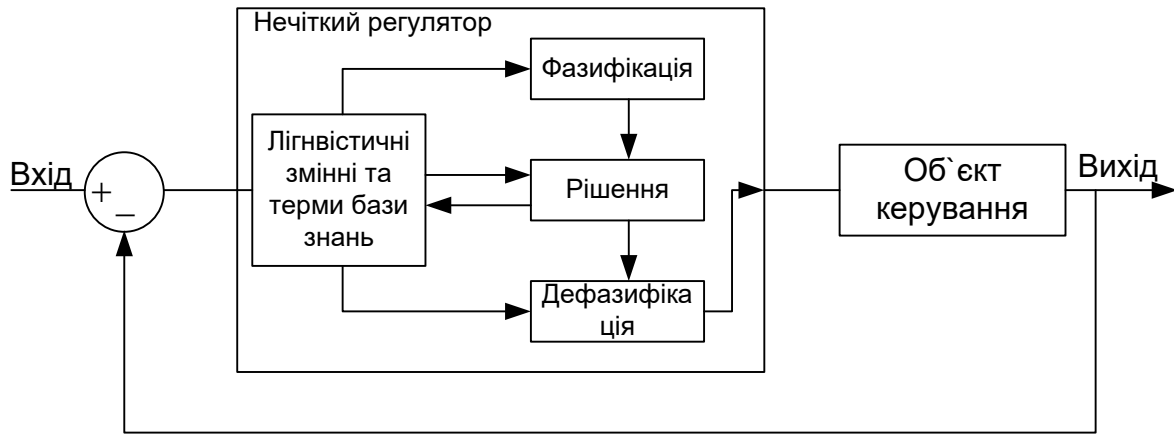 Нечіткий регулятор
Фазифікація
Лігнвістичні
змінні та
терми бази
знань
Вхід
+
−
Рішення
Об`єкт
керування
Вихід
Дефазифіка
ція